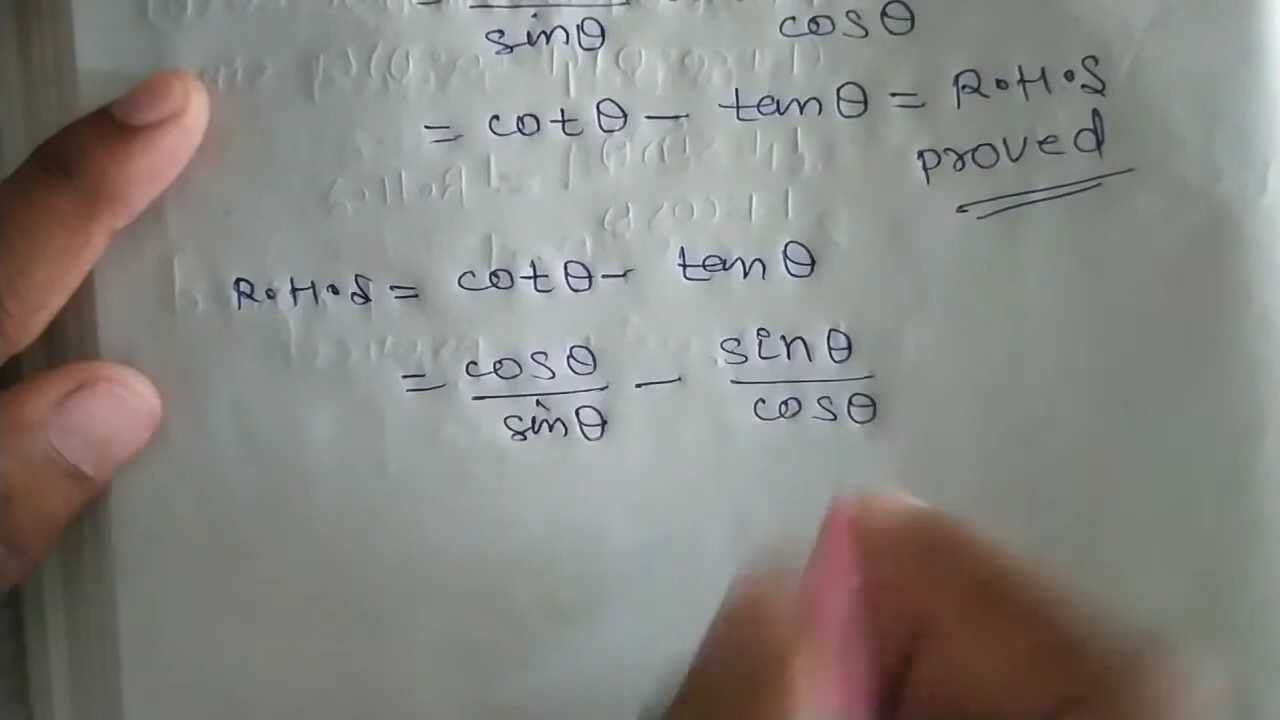 sinθ cosθ
= cotθ - tanθ = R.H.S
proved
R.H.S = cotθ - tanθ
= cosθ/sinθ - sinθ/cosθ